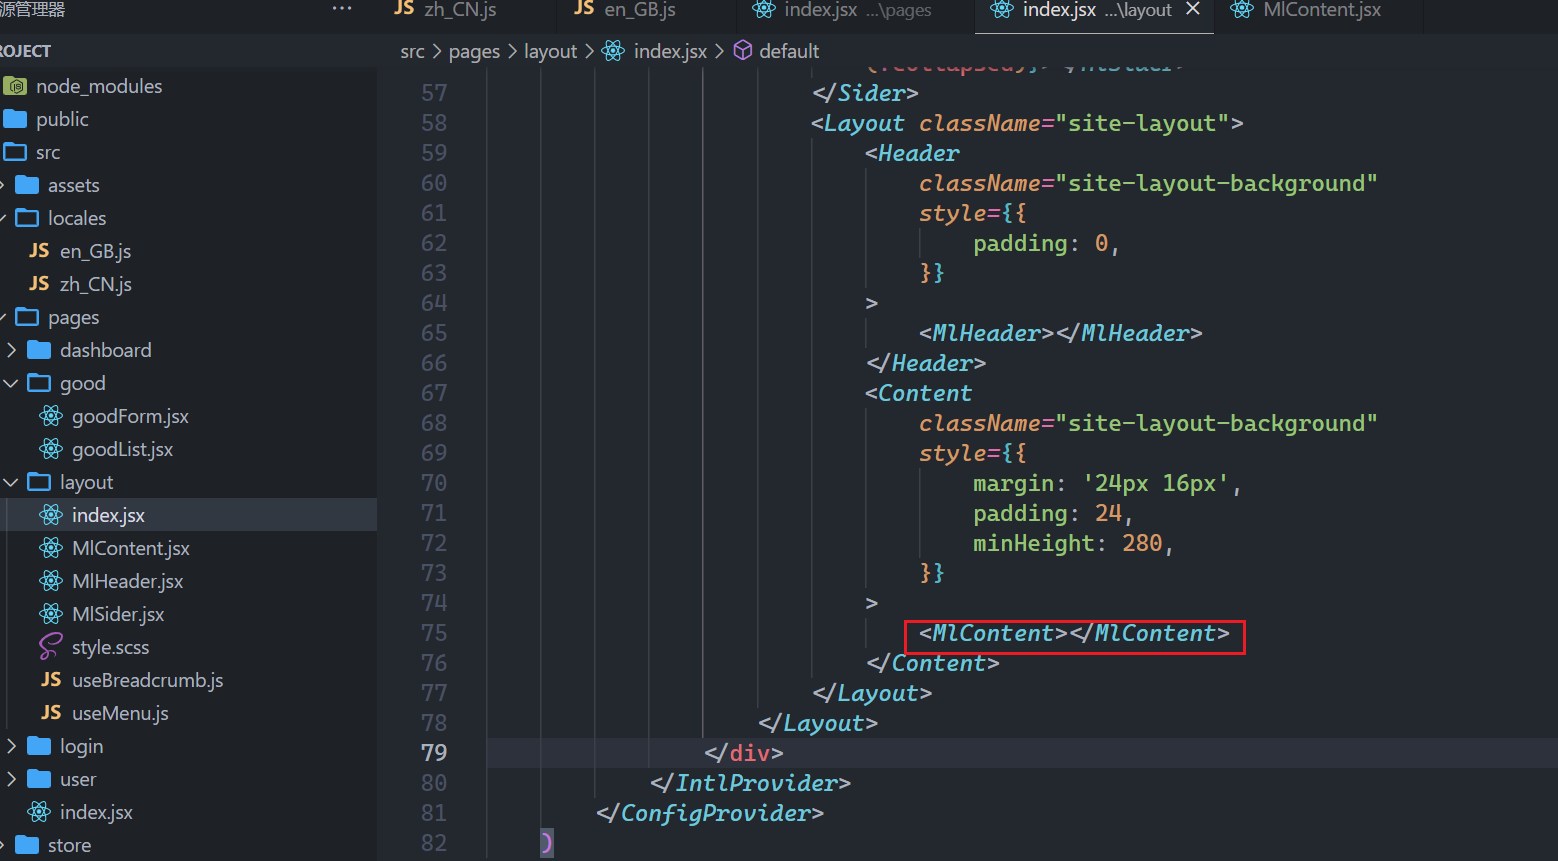 源管理器 ···
JS zh_CN.js JS en_GB.js index.jsx ...\pages index.jsx ...\layout × MlContent.jsx
ROJECT
src > pages > layout > index.jsx > default
node_modules
public
src
assets
locales
JS en_GB.js
JS zh_CN.js
pages
dashboard
good
goodForm.jsx
goodList.jsx
layout
index.jsx
MlContent.jsx
MlHeader.jsx
MlSider.jsx
style.scss
JS useBreadcrumb.js
JS useMenu.js
login
user
index.jsx
store
57 </Sider>
58 <Layout className="site-layout">
59 <Header
60 className="site-layout-background"
61 style={{
62 padding: 0,
63 }}
64 >
65 <MlHeader></MlHeader>
66 </Header>
67 <Content
68 className="site-layout-background"
69 style={{
70 margin: '24px 16px',
71 padding: 24,
72 minHeight: 280,
73 }}
74 >
75 <MlContent></MlContent>
76 </Content>
77 </Layout>
78 </Layout>
79 </div>
80 </IntlProvider>
81 </ConfigProvider>
82 )